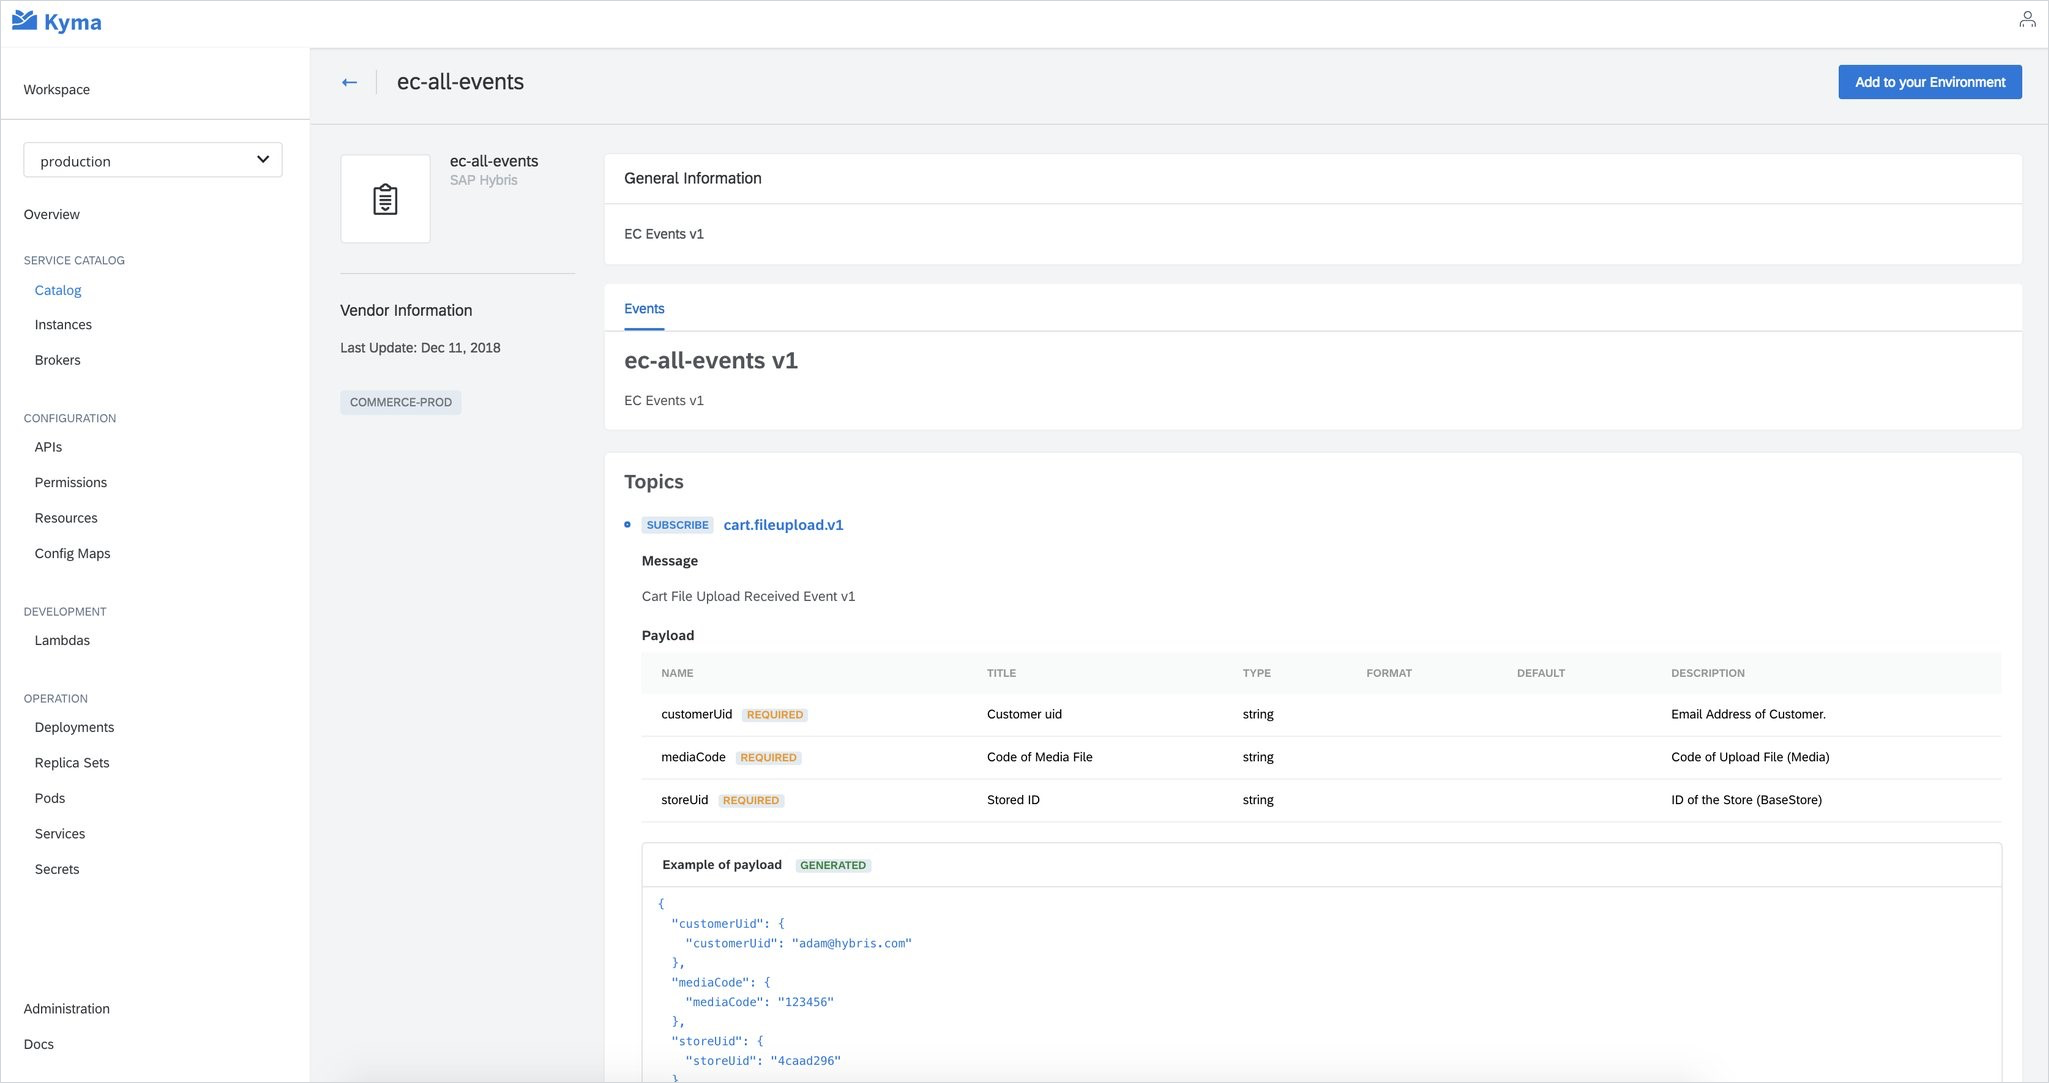 Kyma
Workspace
production
Overview
SERVICE CATALOG
Catalog
Instances
Brokers
CONFIGURATION
APIs
Permissions
Resources
Config Maps
DEVELOPMENT
Lambdas
OPERATION
Deployments
Replica Sets
Pods
Services
Secrets
Administration
Docs
← ec-all-events
Add to your Environment
ec-all-events
SAP Hybris
Vendor Information
Last Update: Dec 11, 2018
COMMERCE-PROD
General Information
EC Events v1
Events
ec-all-events v1
EC Events v1
Topics
SUBSCRIBE cart.fileupload.v1
Message
Cart File Upload Received Event v1
Payload
NAME TITLE TYPE FORMAT DEFAULT DESCRIPTION
customerUid REQUIRED Customer uid string Email Address of Customer.
mediaCode REQUIRED Code of Media File string Code of Upload File (Media)
storeUid REQUIRED Stored ID string ID of the Store (BaseStore)
Example of payload GENERATED
{
"customerUid": {
"customerUid": "adam@hybris.com"
},
"mediaCode": {
"mediaCode": "123456"
},
"storeUid": {
"storeUid": "4caad296"
}